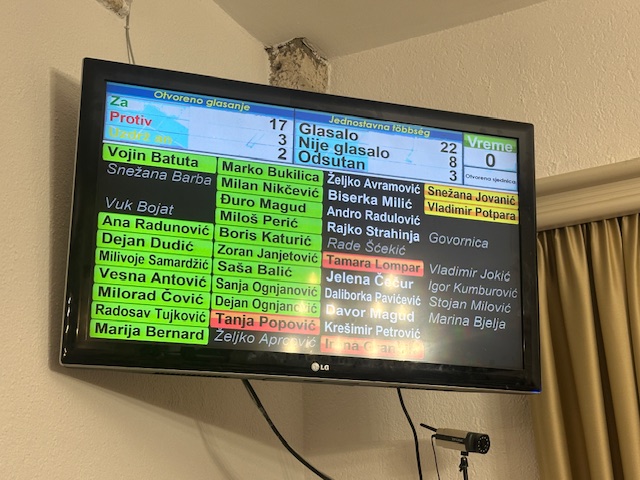 Otvoreno glasanje
Za 17
Protiv 3
2
Jednostavna többség
Glasalo 22
Nije glasalo 8
Odsutan 3
Vreme
0
Otvorena sjednica
Vojin Batuta
Snežana Barba
Vuk Bojat
Ana Radunović
Dejan Dudić
Milivoje Samardžić
Vesna Antović
Milorad Čović
Radosav Tujković
Marija Bernard
Marko Bukilica
Milan Nikčević
Đuro Magud
Miloš Perić
Boris Katurić
Zoran Janjetović
Saša Balić
Sanja Ognjanović
Dejan Ognjanović
Tanja Popović
Željko Aprcović
Željko Avramović
Biserka Milić
Andro Radulović
Rajko Strahinja
Rade Šćekić
Tamara Lompar
Jelena Čečur
Daliborka Pavičević
Davor Magud
Krešimir Petrović
Snežana Jovanić
Vladimir Potpara
Govornica
Vladimir Jokić
Igor Kumburović
Stojan Milović
Marina Bjelja
LG